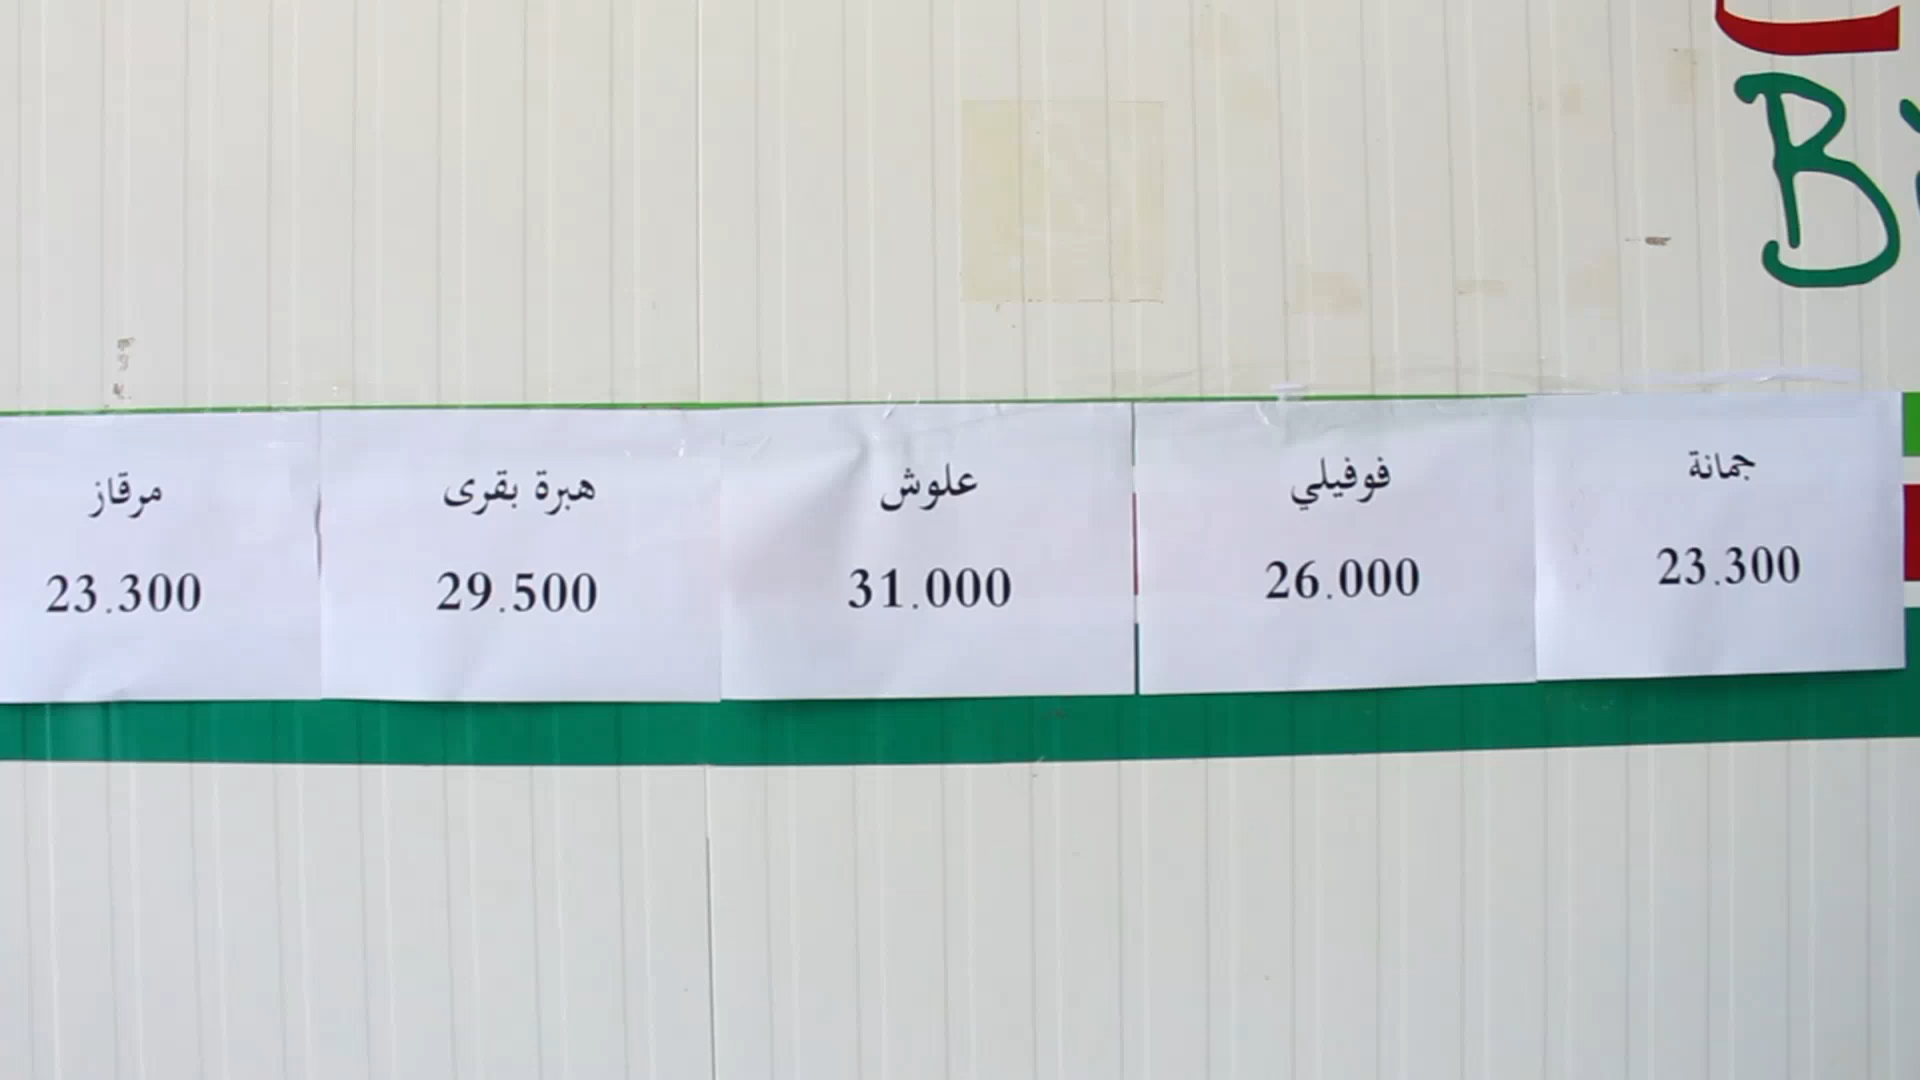 جمانة
23.300
فوفيلي
26.000
علوش
31.000
هبرة بقرى
29.500
مرقاز
23.300